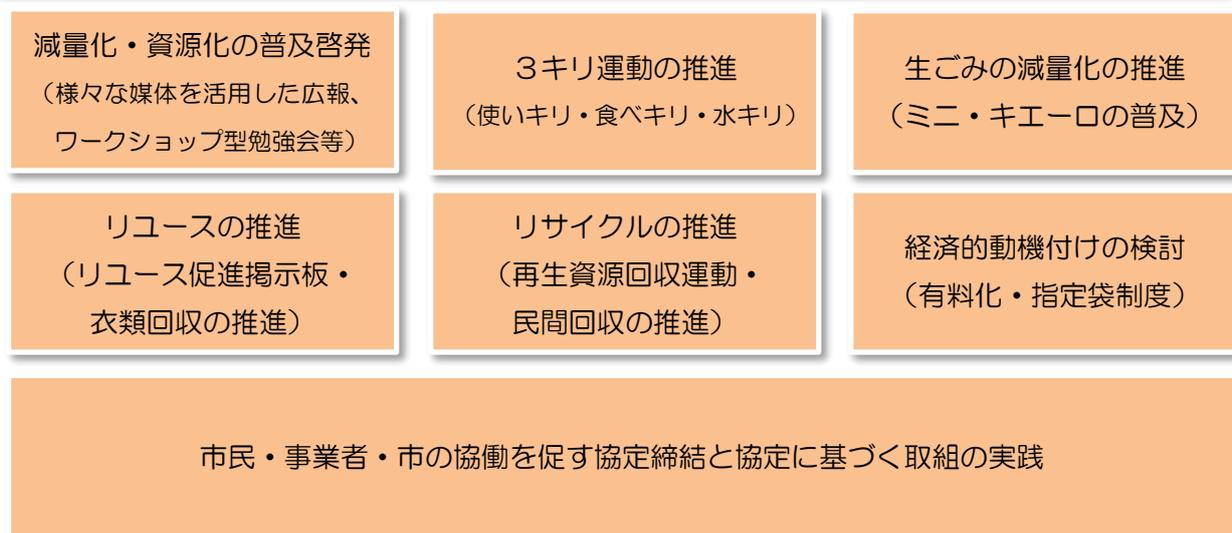 減量化・資源化の普及啓発
（様々な媒体を活用した広報、
ワークショップ型勉強会等）
３キリ運動の推進
（使いキリ・食べキリ・水キリ）
生ごみの減量化の推進
（ミニ・キエーロの普及）
リユースの推進
（リユース促進掲示板・
衣類回収の推進）
リサイクルの推進
（再生資源回収運動・
民間回収の推進）
経済的動機付けの検討
（有料化・指定袋制度）
市民・事業者・市の協働を促す協定締結と協定に基づく取組の実践